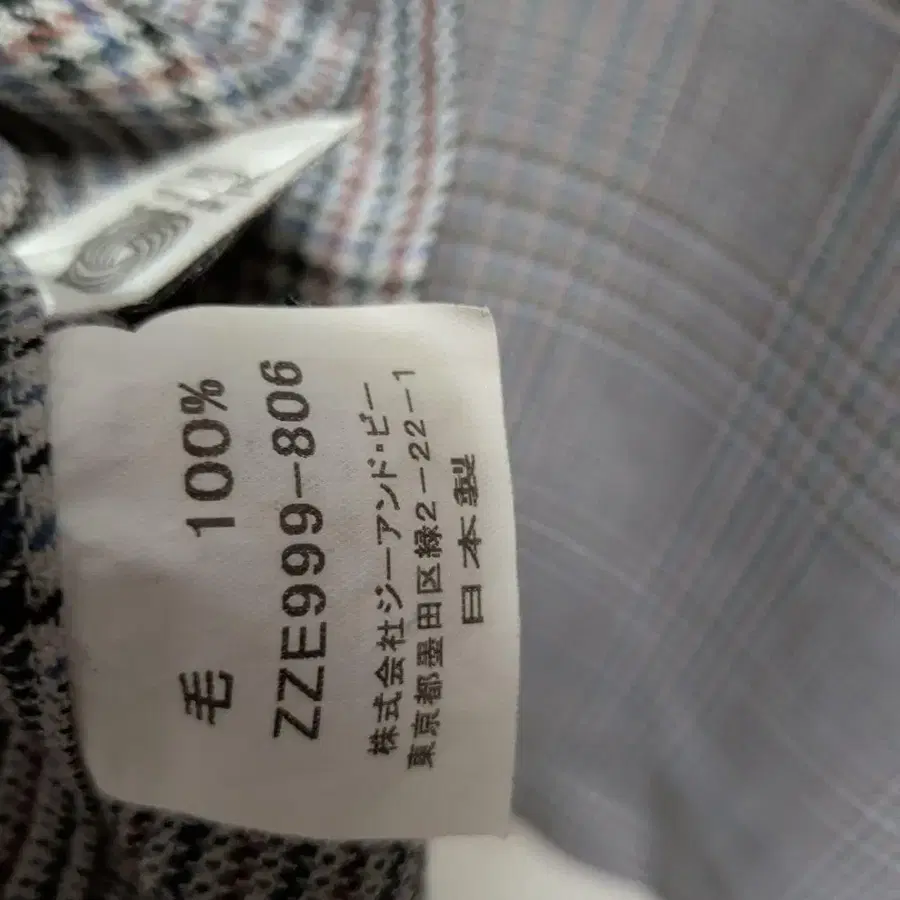 毛 100%
ZZE999-806
株式会社ジーアンド・ビー
東京都墨田区緑2-22-1
日本製